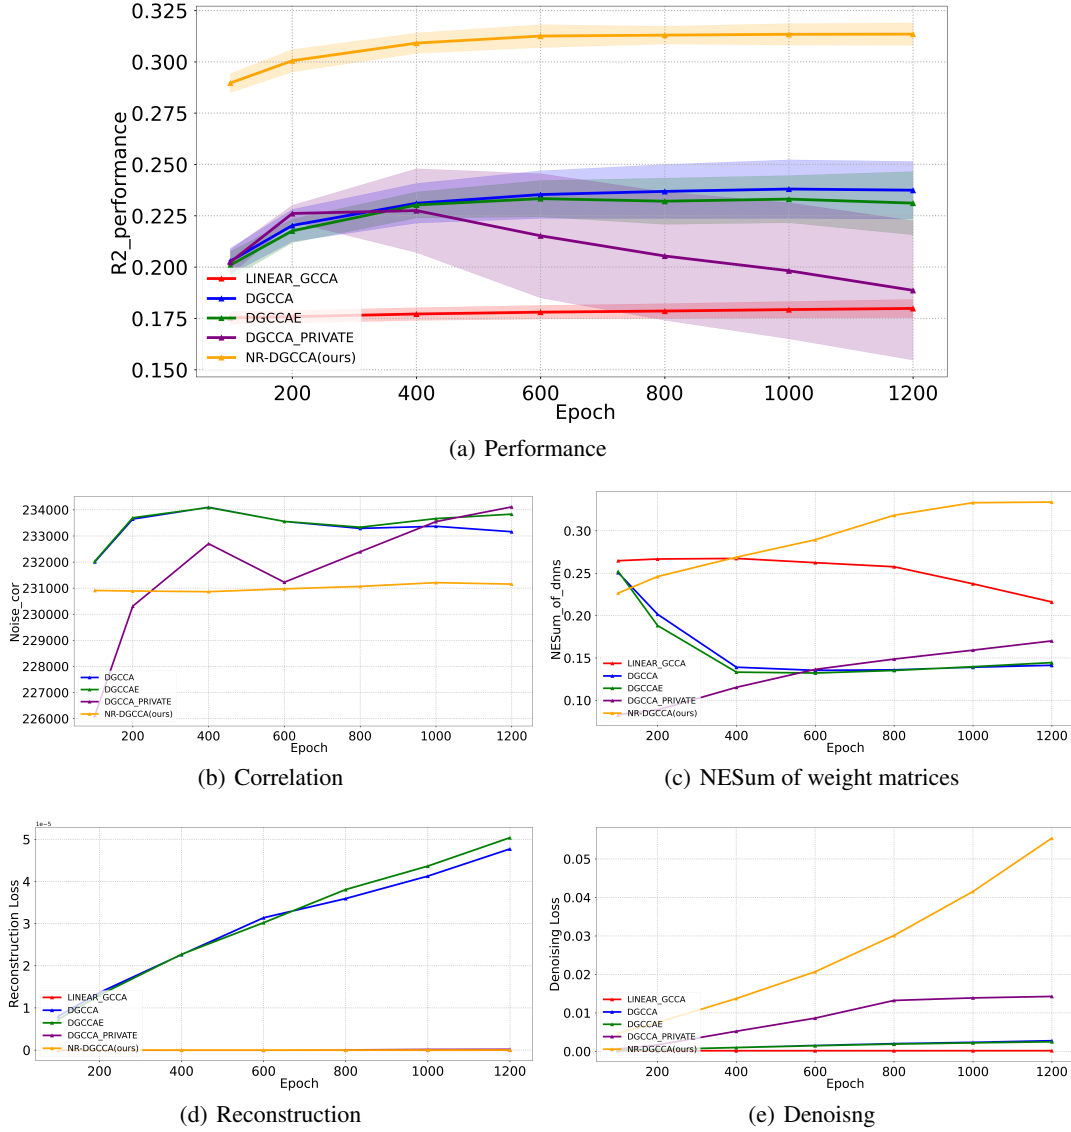 0.325
0.300
0.275
0.250
0.225
0.200
0.175
0.150
R2_performance
LINEAR_GCCA
DGCCA
DGCCAE
DGCCA_PRIVATE
NR-DGCCA(ours)
200 400 600 800 1000 1200
Epoch
(a) Performance
234000
233000
232000
231000
230000
229000
228000
227000
226000
Noise_cor
DGCCA
DGCCAE
DGCCA_PRIVATE
NR-DGCCA(ours)
200 400 600 800 1000 1200
Epoch
(b) Correlation
0.30
0.25
0.20
0.15
0.10
NESum_of_dnns
LINEAR_GCCA
DGCCA
DGCCAE
DGCCA_PRIVATE
NR-DGCCA(ours)
200 400 600 800 1000 1200
Epoch
(c) NESum of weight matrices
1e-5
5
4
3
2
1
0
Reconstruction Loss
LINEAR_GCCA
DGCCA
DGCCAE
DGCCA_PRIVATE
NR-DGCCA(ours)
200 400 600 800 1000 1200
Epoch
(d) Reconstruction
0.05
0.04
0.03
0.02
0.01
0.00
Denoising Loss
LINEAR_GCCA
DGCCA
DGCCAE
DGCCA_PRIVATE
NR-DGCCA(ours)
200 400 600 800 1000 1200
Epoch
(e) Denoisng